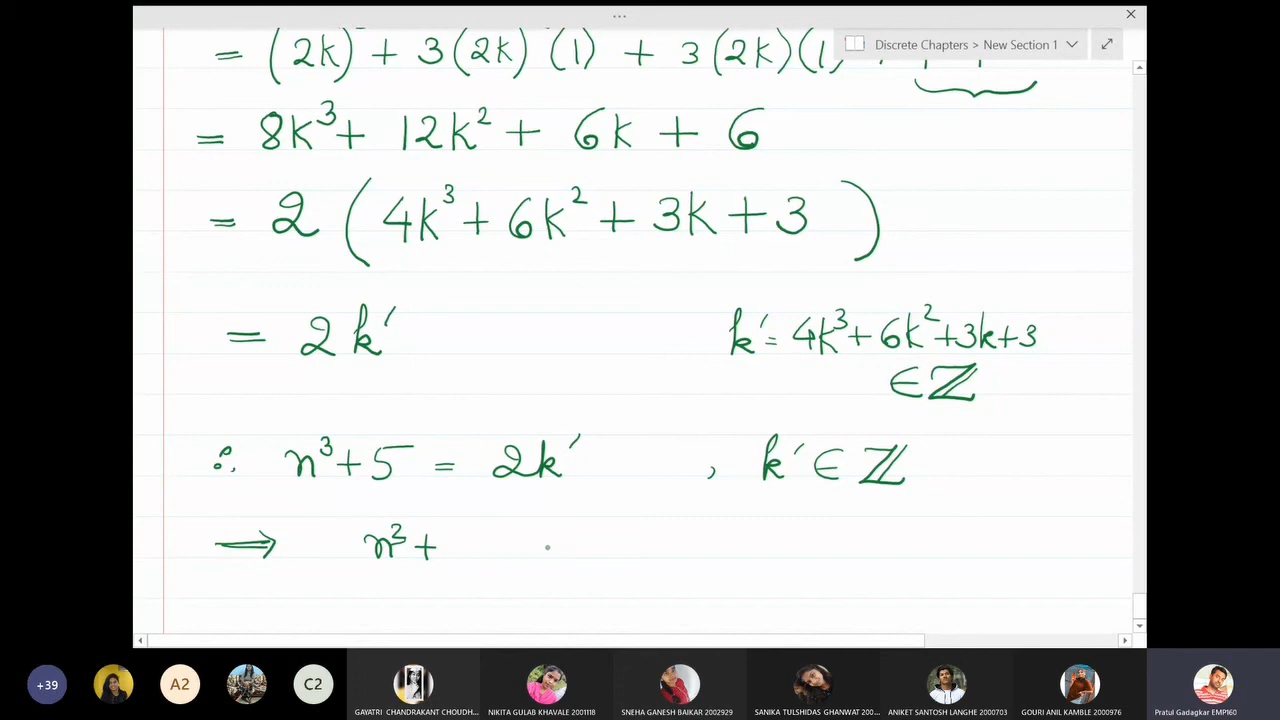 Discrete Chapters > New Section 1
= (2k) + 3(2k) (1) + 3(2k)(1)
= 8k³ + 12k² + 6k + 6
= 2 (4k³ + 6k² + 3k + 3)
= 2k′
k′ = 4k³ + 6k² + 3k + 3
∈ ℤ
∴ n³ + 5 = 2k′ , k′ ∈ ℤ
⟹ n² +
+39
A2
C2
GAYATRI CHANDRAKANT CHOUDH...
NIKITA GULAB KHAVALE 2001118
SNEHA GANESH BAIKAR 2002929
SANIKA TULSHIDAS GHANWAT 200...
ANIKET SANTOSH LANGHE 2000703
GOURI ANIL KAMBLE 2000976
Pratul Gadagkar EMP160